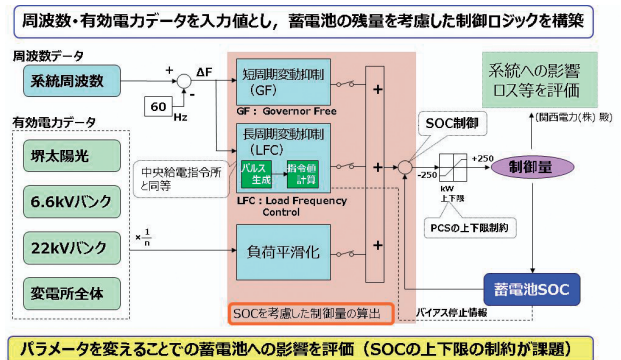 周波数・有効電力データを入力値とし，蓄電池の残量を考慮した制御ロジックを構築
周波数データ
系統周波数
+
-
ΔF
60
Hz
短周期変動抑制
（GF）
GF： Governor Free
長周期変動抑制
（LFC）
パルス
生成
指令値
計算
LFC：Load Frequency
Control
中央給電指令所
と同等
有効電力データ
堺太陽光
6.6kVバンク
22kVバンク
変電所全体
×1/n
負荷平滑化
+
+
+
SOCを考慮した制御量の算出
SOC制御
+250
-250
kW
上下限
PCSの上下限制約
制御量
系統への影響
ロス等を評価
(関西電力(株) 殿)
蓄電池SOC
バイアス停止情報
パラメータを変えることでの蓄電池への影響を評価（SOCの上下限の制約が課題）